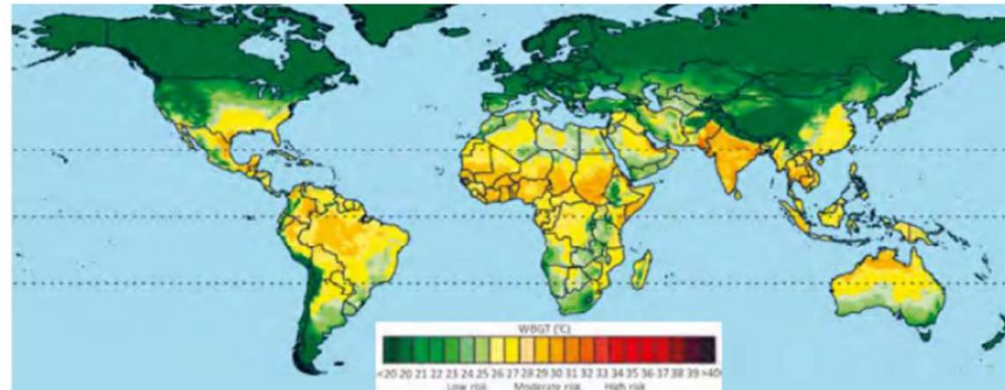 WBGT (°C)
<20 20 21 22 23 24 25 26 27 28 29 30 31 32 33 34 35 36 37 38 39 >40
Low risk Moderate risk High risk